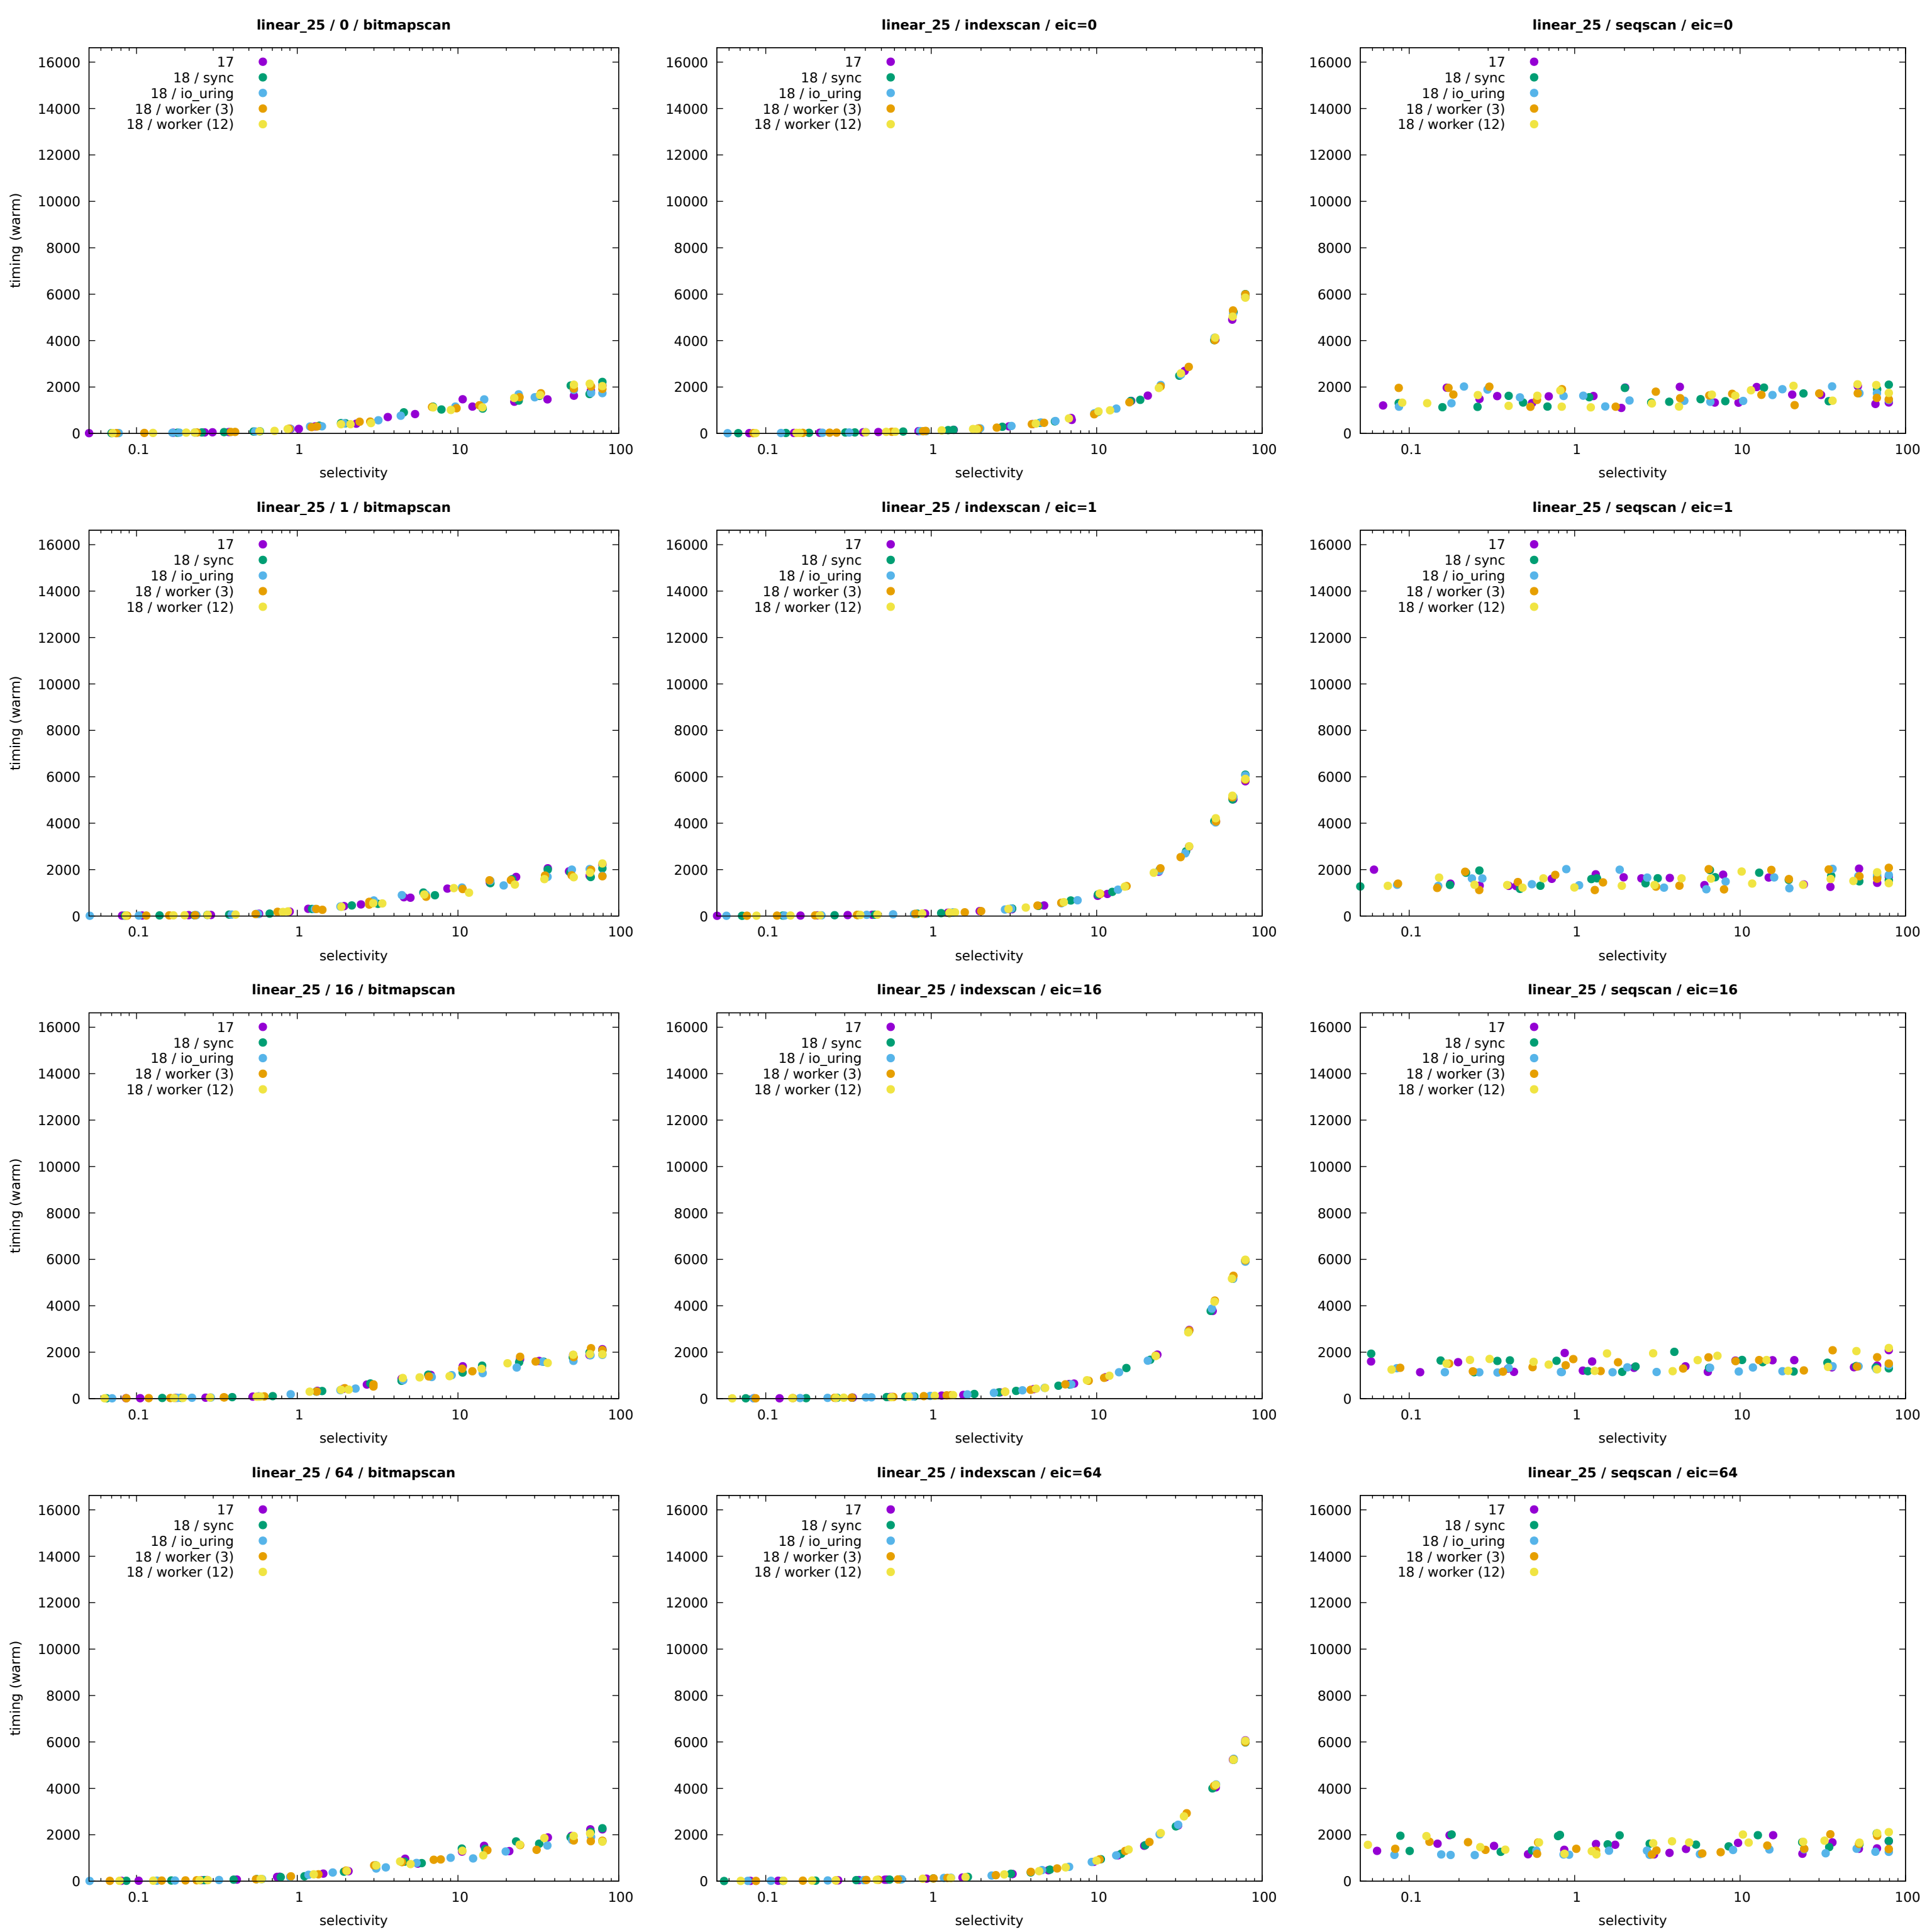 linear_25 / 0 / bitmapscan
timing (warm)
16000
14000
12000
10000
8000
6000
4000
2000
0
17
18 / sync
18 / io_uring
18 / worker (3)
18 / worker (12)
0.1 1 10 100
selectivity
linear_25 / indexscan / eic=0
16000
14000
12000
10000
8000
6000
4000
2000
0
17
18 / sync
18 / io_uring
18 / worker (3)
18 / worker (12)
0.1 1 10 100
selectivity
linear_25 / seqscan / eic=0
16000
14000
12000
10000
8000
6000
4000
2000
0
17
18 / sync
18 / io_uring
18 / worker (3)
18 / worker (12)
0.1 1 10 100
selectivity
linear_25 / 1 / bitmapscan
timing (warm)
16000
14000
12000
10000
8000
6000
4000
2000
0
17
18 / sync
18 / io_uring
18 / worker (3)
18 / worker (12)
0.1 1 10 100
selectivity
linear_25 / indexscan / eic=1
16000
14000
12000
10000
8000
6000
4000
2000
0
17
18 / sync
18 / io_uring
18 / worker (3)
18 / worker (12)
0.1 1 10 100
selectivity
linear_25 / seqscan / eic=1
16000
14000
12000
10000
8000
6000
4000
2000
0
17
18 / sync
18 / io_uring
18 / worker (3)
18 / worker (12)
0.1 1 10 100
selectivity
linear_25 / 16 / bitmapscan
timing (warm)
16000
14000
12000
10000
8000
6000
4000
2000
0
17
18 / sync
18 / io_uring
18 / worker (3)
18 / worker (12)
0.1 1 10 100
selectivity
linear_25 / indexscan / eic=16
16000
14000
12000
10000
8000
6000
4000
2000
0
17
18 / sync
18 / io_uring
18 / worker (3)
18 / worker (12)
0.1 1 10 100
selectivity
linear_25 / seqscan / eic=16
16000
14000
12000
10000
8000
6000
4000
2000
0
17
18 / sync
18 / io_uring
18 / worker (3)
18 / worker (12)
0.1 1 10 100
selectivity
linear_25 / 64 / bitmapscan
timing (warm)
16000
14000
12000
10000
8000
6000
4000
2000
0
17
18 / sync
18 / io_uring
18 / worker (3)
18 / worker (12)
0.1 1 10 100
selectivity
linear_25 / indexscan / eic=64
16000
14000
12000
10000
8000
6000
4000
2000
0
17
18 / sync
18 / io_uring
18 / worker (3)
18 / worker (12)
0.1 1 10 100
selectivity
linear_25 / seqscan / eic=64
16000
14000
12000
10000
8000
6000
4000
2000
0
17
18 / sync
18 / io_uring
18 / worker (3)
18 / worker (12)
0.1 1 10 100
selectivity